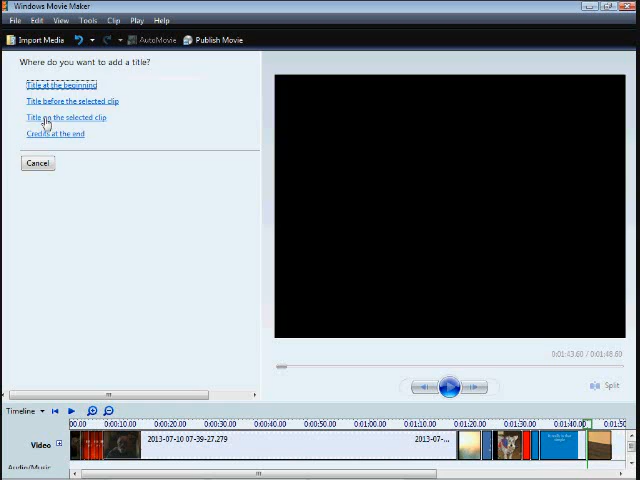 Windows Movie Maker
File Edit View Tools Clip Play Help
Import Media AutoMovie Publish Movie
Where do you want to add a title?
Title at the beginning
Title before the selected clip
Title on the selected clip
Credits at the end
Cancel
0:01:43.60 / 0:01:48.60
Split
Timeline
00.00 0:00:10.00 0:00:20.00 0:00:30.00 0:00:40.00 0:00:50.00 0:01:00.00 0:01:10.00 0:01:20.00 0:01:30.00 0:01:40.00 0:01:50
Video 2013-07-10 07-39-27.279 2013-07-...
Audio/Music